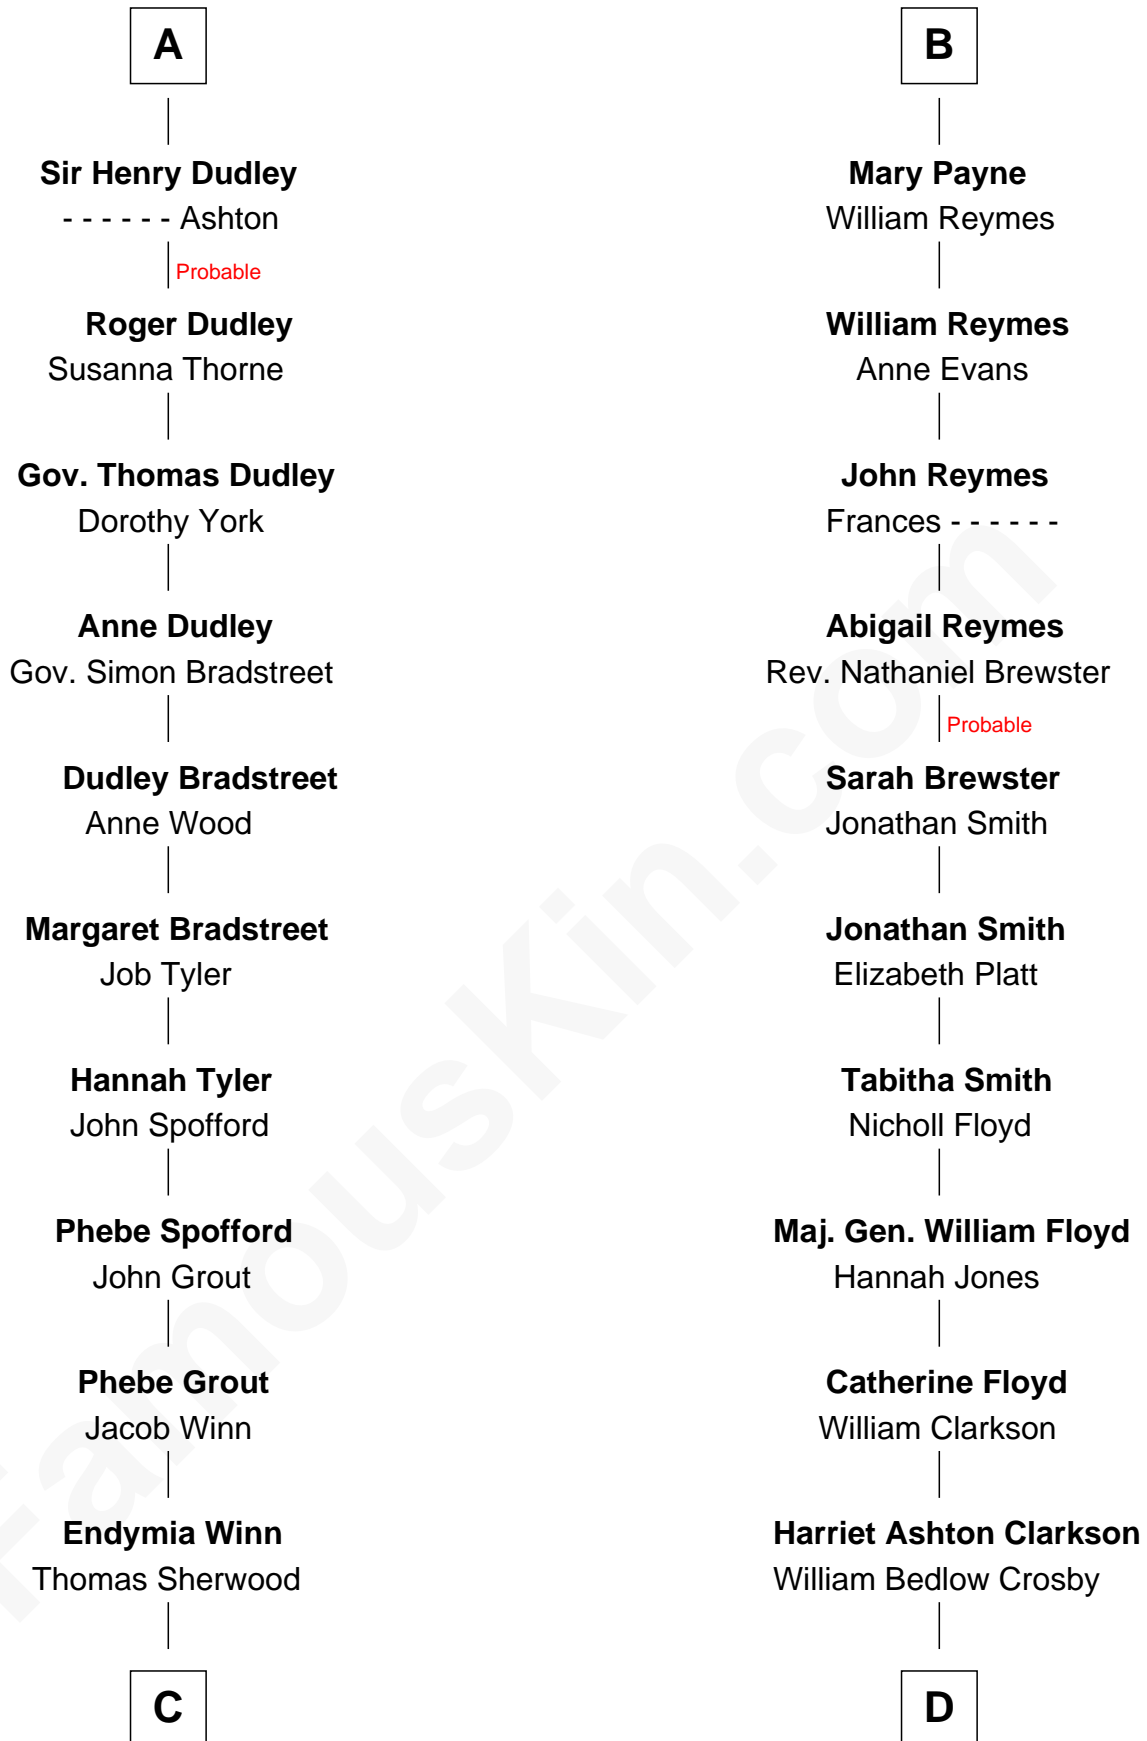 A
Sir Henry Dudley
- - - - - - Ashton
Probable
Roger Dudley
Susanna Thorne
Gov. Thomas Dudley
Dorothy York
Anne Dudley
Gov. Simon Bradstreet
Dudley Bradstreet
Anne Wood
Margaret Bradstreet
Job Tyler
Hannah Tyler
John Spofford
Phebe Spofford
John Grout
Phebe Grout
Jacob Winn
Endymia Winn
Thomas Sherwood
C
B
Mary Payne
William Reymes
William Reymes
Anne Evans
John Reymes
Frances - - - - - -
Abigail Reymes
Rev. Nathaniel Brewster
Probable
Sarah Brewster
Jonathan Smith
Jonathan Smith
Elizabeth Platt
Tabitha Smith
Nicholl Floyd
Maj. Gen. William Floyd
Hannah Jones
Catherine Floyd
William Clarkson
Harriet Ashton Clarkson
William Bedlow Crosby
D
FamousKin.com